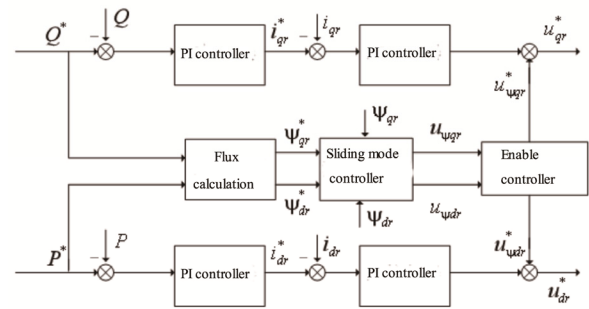 Q* − Q i*qr − iqr u*qr
PI controller PI controller
u*ψqr
ψqr
ψ*qr uψqr
Flux calculation
Sliding mode controller
Enable controller
ψ*dr ψdr uψdr
P* − P i*dr − idr u*ψdr
PI controller PI controller
u*dr